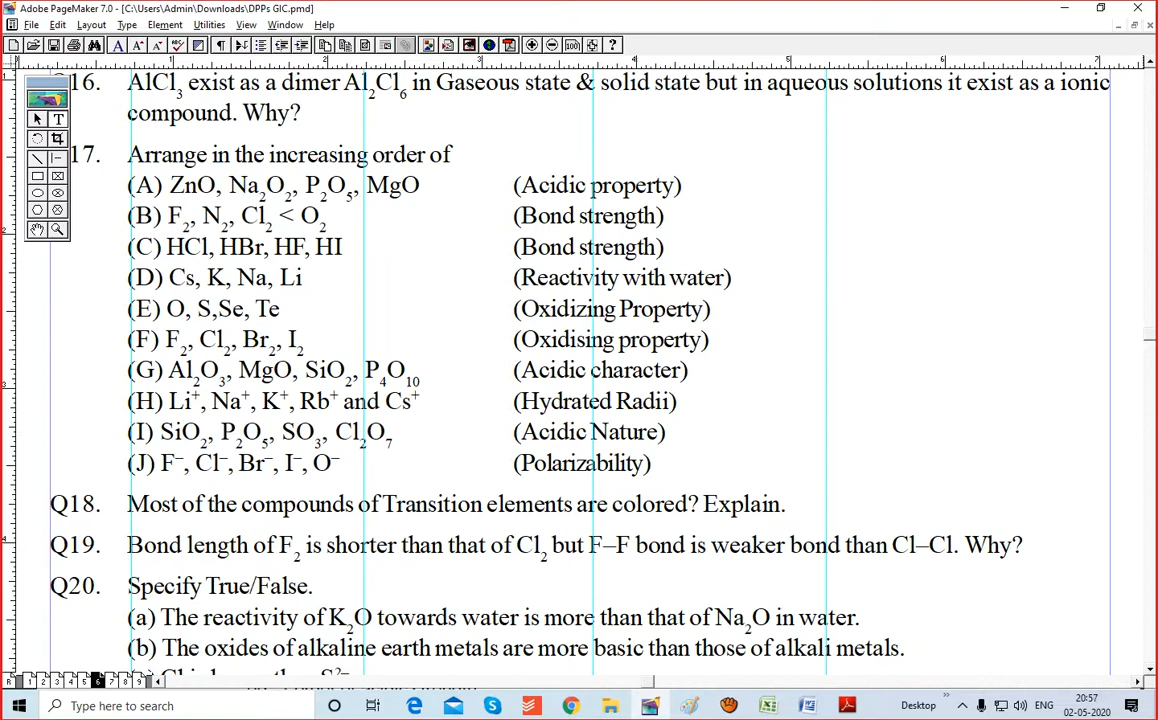 Adobe PageMaker 7.0 - [C:\Users\Admin\Downloads\DPPs GIC.pmd]
File Edit Layout Type Element Utilities View Window Help
16. AlCl₃ exist as a dimer Al₂Cl₆ in Gaseous state & solid state but in aqueous solutions it exist as a ionic
compound. Why?
17. Arrange in the increasing order of
(A) ZnO, Na₂O₂, P₂O₅, MgO (Acidic property)
(B) F₂, N₂, Cl₂ < O₂ (Bond strength)
(C) HCl, HBr, HF, HI (Bond strength)
(D) Cs, K, Na, Li (Reactivity with water)
(E) O, S,Se, Te (Oxidizing Property)
(F) F₂, Cl₂, Br₂, I₂ (Oxidising property)
(G) Al₂O₃, MgO, SiO₂, P₄O₁₀ (Acidic character)
(H) Li⁺, Na⁺, K⁺, Rb⁺ and Cs⁺ (Hydrated Radii)
(I) SiO₂, P₂O₅, SO₃, Cl₂O₇ (Acidic Nature)
(J) F⁻, Cl⁻, Br⁻, I⁻, O⁻ (Polarizability)
Q18. Most of the compounds of Transition elements are colored? Explain.
Q19. Bond length of F₂ is shorter than that of Cl₂ but F–F bond is weaker bond than Cl–Cl. Why?
Q20. Specify True/False.
(a) The reactivity of K₂O towards water is more than that of Na₂O in water.
(b) The oxides of alkaline earth metals are more basic than those of alkali metals.
R 1 2 3 4 5 6 7 8 9
Type here to search
Desktop
ENG
20:57
02-05-2020